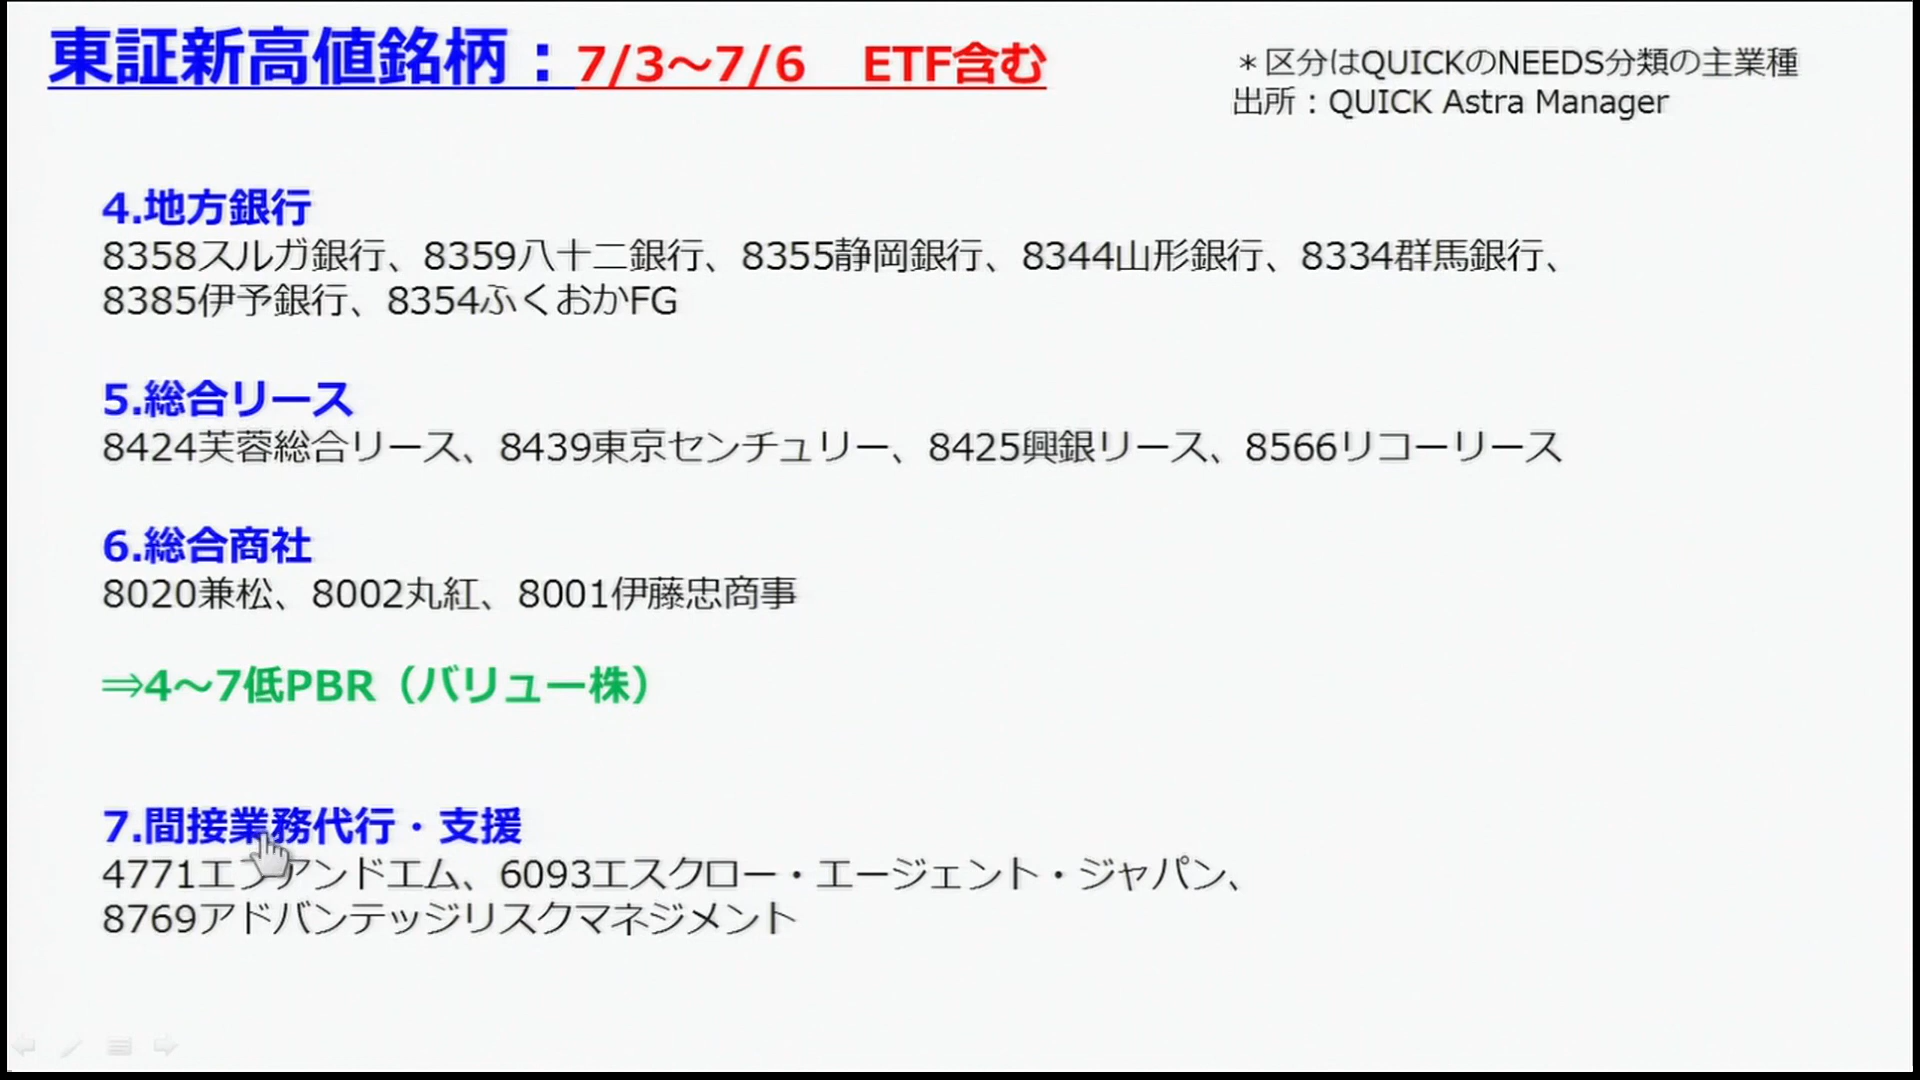 東証新高値銘柄：7/3～7/6　ETF含む
＊区分はQUICKのNEEDS分類の主業種
出所：QUICK Astra Manager
4.地方銀行
8358スルガ銀行、8359八十二銀行、8355静岡銀行、8344山形銀行、8334群馬銀行、
8385伊予銀行、8354ふくおかFG
5.総合リース
8424芙蓉総合リース、8439東京センチュリー、8425興銀リース、8566リコーリース
6.総合商社
8020兼松、8002丸紅、8001伊藤忠商事
⇒4～7低PBR（バリュー株）
7.間接業務代行・支援
4771エフアンドエム、6093エスクロー・エージェント・ジャパン、
8769アドバンテッジリスクマネジメント